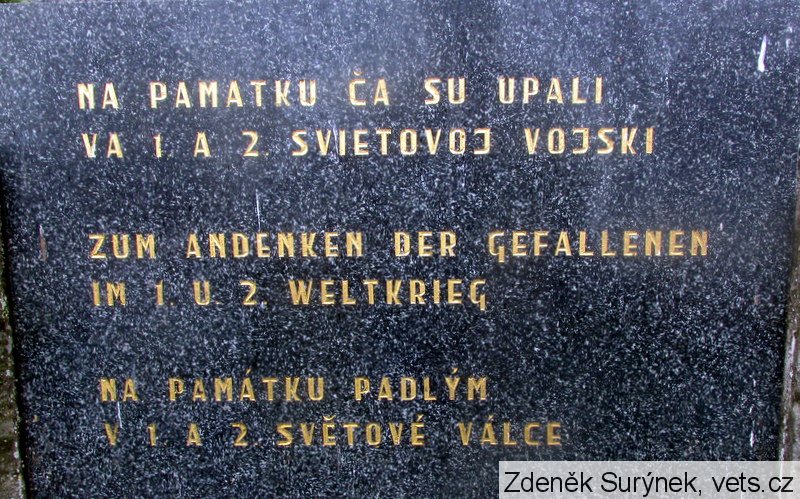 NA PAMATKU ČA SU UPALI
VA 1. A 2. SVIETOVOJ VOJSKI
ZUM ANDENKEN DER GEFALLENEN
IM 1. U. 2. WELTKRIEG
NA PAMÁTKU PADLÝM
V 1. A 2. SVĚTOVÉ VÁLCE
Zdeněk Surýnek, vets.cz